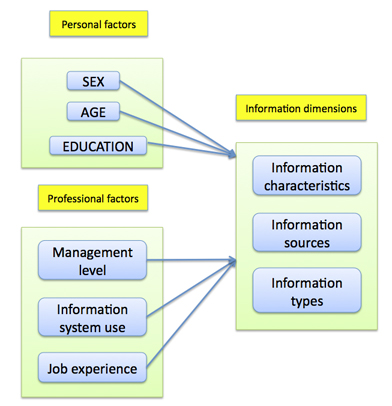 Personal factors
SEX
AGE
EDUCATION
Information dimensions
Information
characteristics
Information
sources
Information
types
Professional factors
Management
level
Information
system use
Job experience